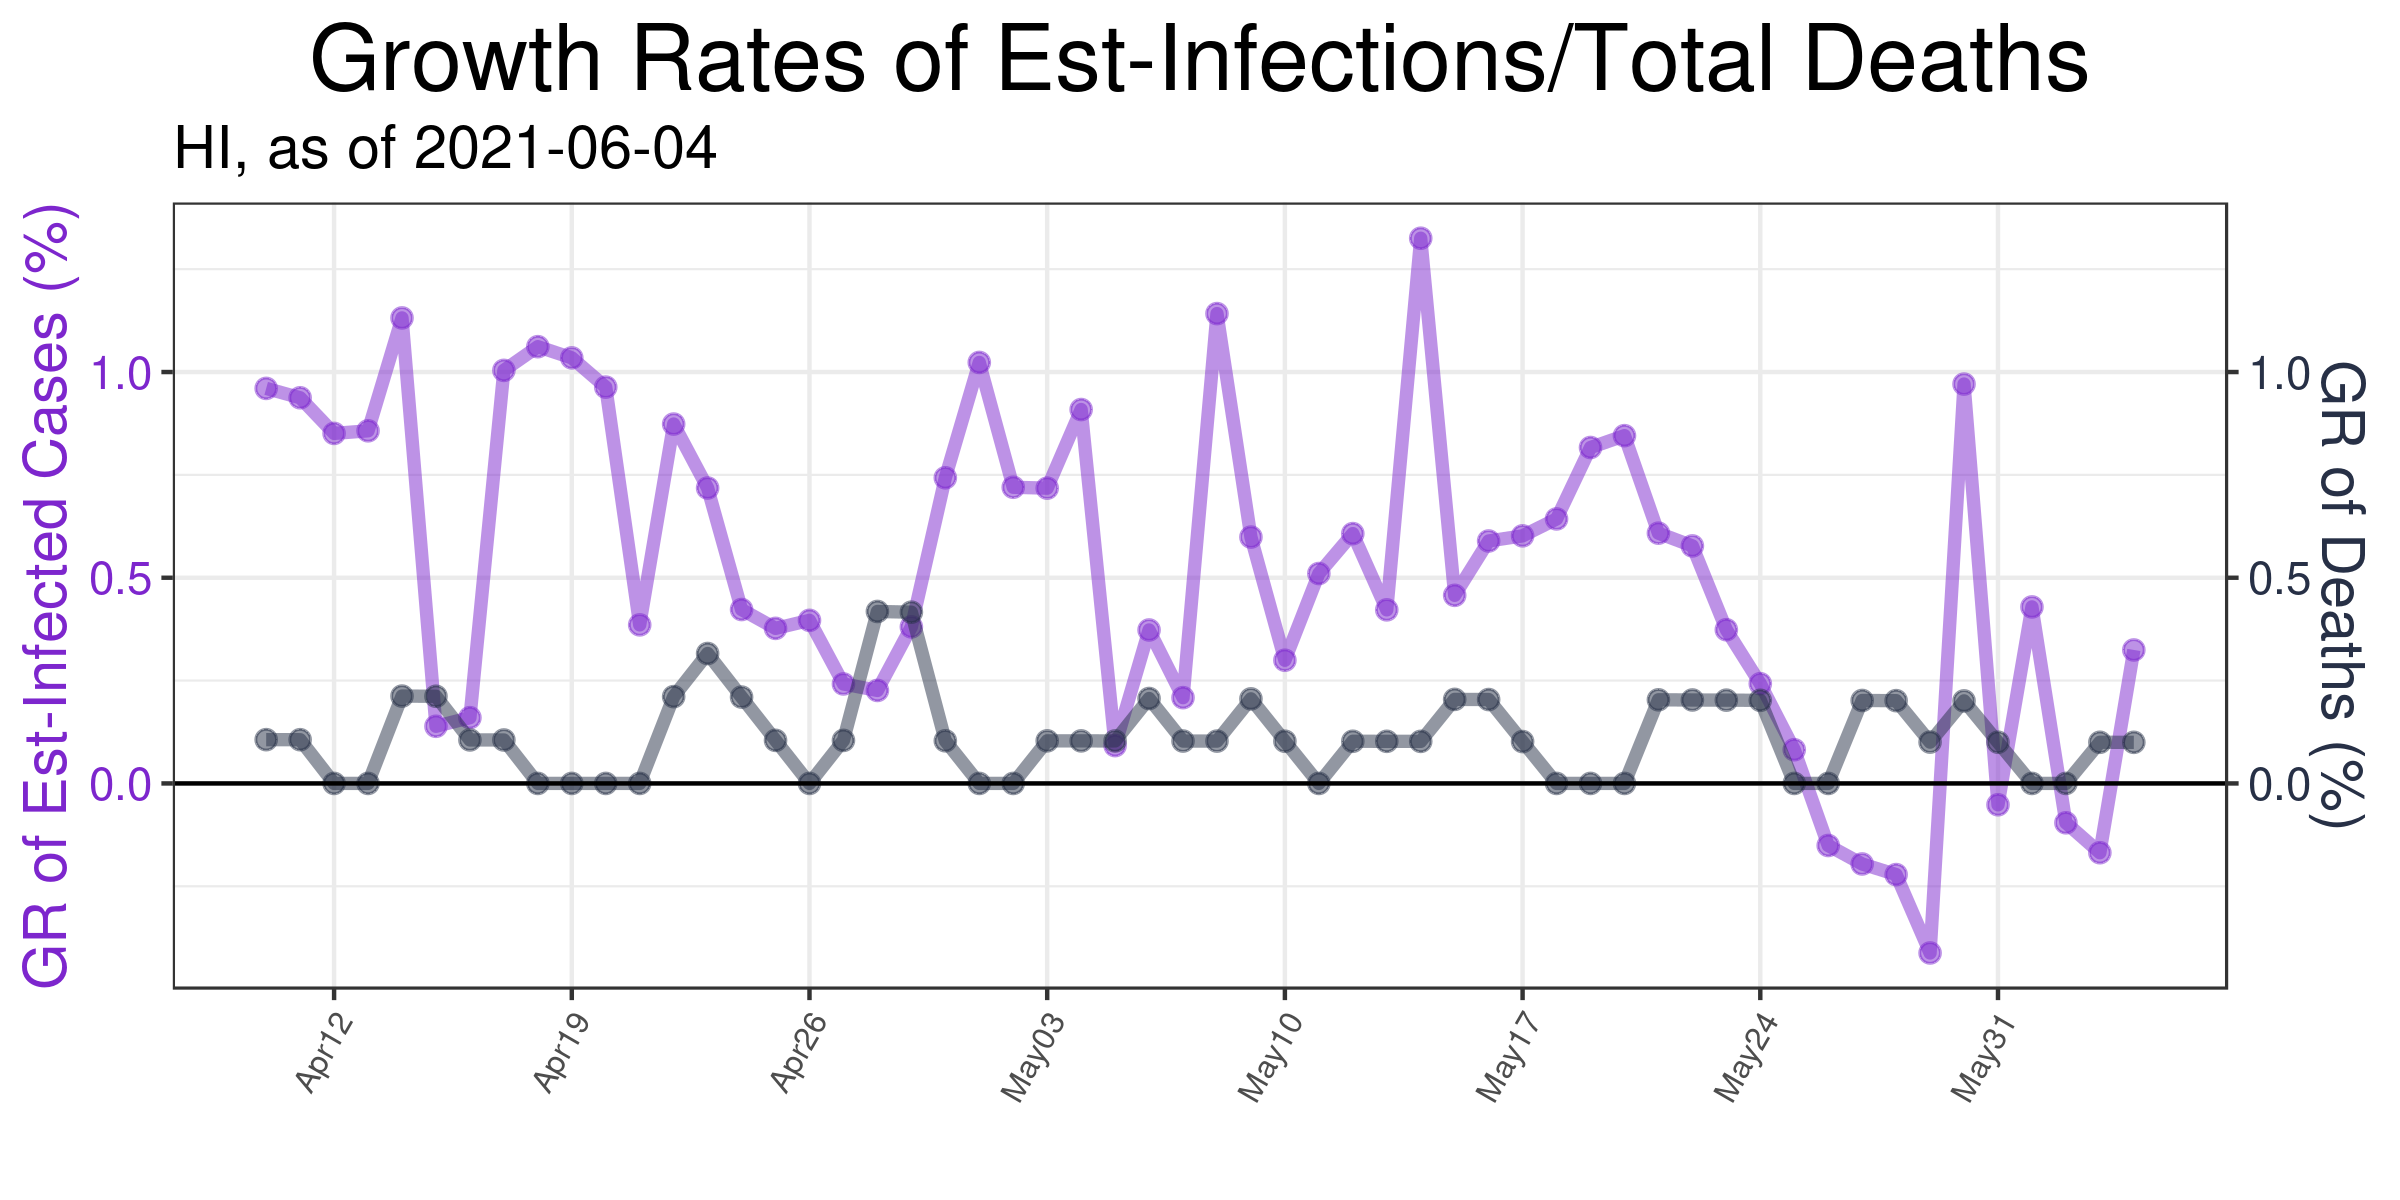 Growth Rates of Est-Infections/Total Deaths
HI, as of 2021-06-04
GR of Est-Infected Cases (%)
1.0
0.5
0.0
1.0
0.5
0.0
GR of Deaths (%)
Apr12
Apr19
Apr26
May03
May10
May17
May24
May31